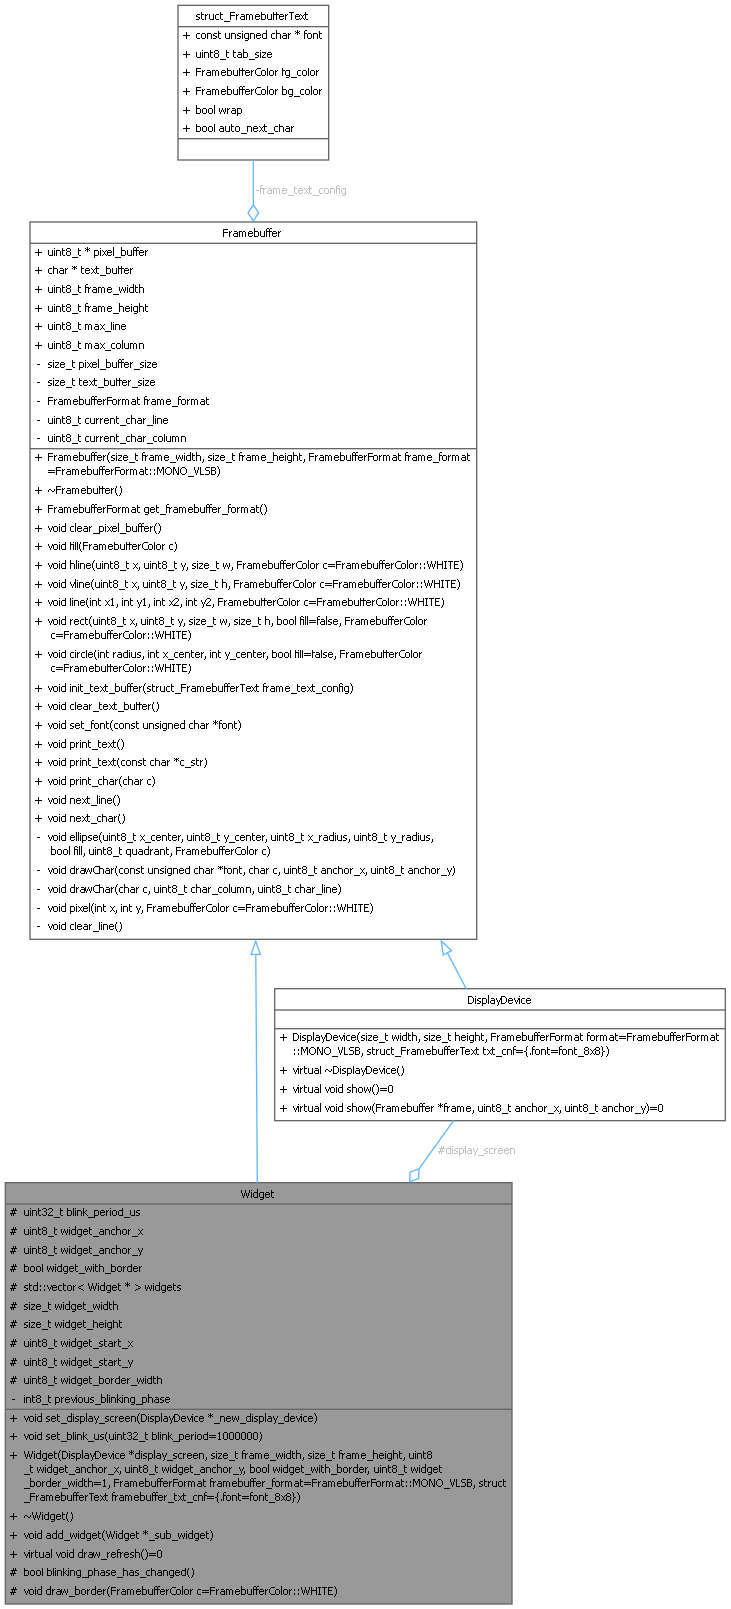 struct_FramebufferText
+ const unsigned char * font
+ uint8_t tab_size
+ FramebufferColor fg_color
+ FramebufferColor bg_color
+ bool wrap
+ bool auto_next_char
-frame_text_config
Framebuffer
+ uint8_t * pixel_buffer
+ char * text_buffer
+ uint8_t frame_width
+ uint8_t frame_height
+ uint8_t max_line
+ uint8_t max_column
- size_t pixel_buffer_size
- size_t text_buffer_size
- FramebufferFormat frame_format
- uint8_t current_char_line
- uint8_t current_char_column
+ Framebuffer(size_t frame_width, size_t frame_height, FramebufferFormat frame_format
=FramebufferFormat::MONO_VLSB)
+ ~Framebuffer()
+ FramebufferFormat get_framebuffer_format()
+ void clear_pixel_buffer()
+ void fill(FramebufferColor c)
+ void hline(uint8_t x, uint8_t y, size_t w, FramebufferColor c=FramebufferColor::WHITE)
+ void vline(uint8_t x, uint8_t y, size_t h, FramebufferColor c=FramebufferColor::WHITE)
+ void line(int x1, int y1, int x2, int y2, FramebufferColor c=FramebufferColor::WHITE)
+ void rect(uint8_t x, uint8_t y, size_t w, size_t h, bool fill=false, FramebufferColor
c=FramebufferColor::WHITE)
+ void circle(int radius, int x_center, int y_center, bool fill=false, FramebufferColor
c=FramebufferColor::WHITE)
+ void init_text_buffer(struct_FramebufferText frame_text_config)
+ void clear_text_buffer()
+ void set_font(const unsigned char *font)
+ void print_text()
+ void print_text(const char *c_str)
+ void print_char(char c)
+ void next_line()
+ void next_char()
- void ellipse(uint8_t x_center, uint8_t y_center, uint8_t x_radius, uint8_t y_radius,
bool fill, uint8_t quadrant, FramebufferColor c)
- void drawChar(const unsigned char *font, char c, uint8_t anchor_x, uint8_t anchor_y)
- void drawChar(char c, uint8_t char_column, uint8_t char_line)
- void pixel(int x, int y, FramebufferColor c=FramebufferColor::WHITE)
- void clear_line()
DisplayDevice
+ DisplayDevice(size_t width, size_t height, FramebufferFormat format=FramebufferFormat
::MONO_VLSB, struct_FramebufferText txt_cnf={.font=font_8x8})
+ virtual ~DisplayDevice()
+ virtual void show()=0
+ virtual void show(Framebuffer *frame, uint8_t anchor_x, uint8_t anchor_y)=0
#display_screen
Widget
# uint32_t blink_period_us
# uint8_t widget_anchor_x
# uint8_t widget_anchor_y
# bool widget_with_border
# std::vector< Widget * > widgets
# size_t widget_width
# size_t widget_height
# uint8_t widget_start_x
# uint8_t widget_start_y
# uint8_t widget_border_width
- int8_t previous_blinking_phase
+ void set_display_screen(DisplayDevice *_new_display_device)
+ void set_blink_us(uint32_t blink_period=1000000)
+ Widget(DisplayDevice *display_screen, size_t frame_width, size_t frame_height, uint8
_t widget_anchor_x, uint8_t widget_anchor_y, bool widget_with_border, uint8_t widget
_border_width=1, FramebufferFormat framebuffer_format=FramebufferFormat::MONO_VLSB, struct
_FramebufferText framebuffer_txt_cnf={.font=font_8x8})
+ ~Widget()
+ void add_widget(Widget *_sub_widget)
+ virtual void draw_refresh()=0
# bool blinking_phase_has_changed()
# void draw_border(FramebufferColor c=FramebufferColor::WHITE)